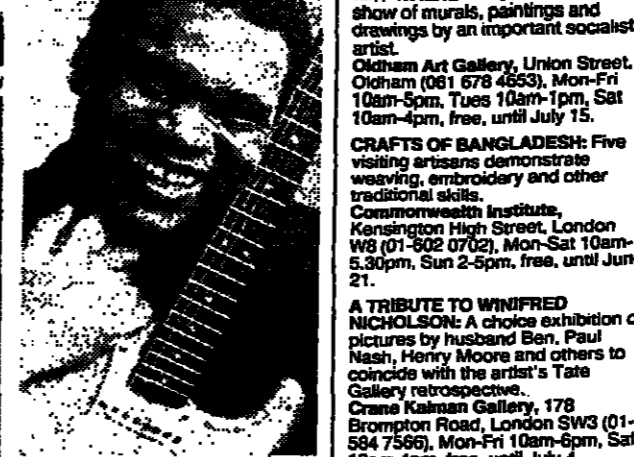 show of murals, paintings and
drawings by an important socialist
artist.
Oldham Art Gallery, Union Street,
Oldham (061 678 4653), Mon-Fri
10am-5pm, Tues 10am-1pm, Sat
10am-4pm, free, until July 15.
CRAFTS OF BANGLADESH: Five
visiting artisans demonstrate
weaving, embroidery and other
traditional skills.
Commonwealth Institute,
Kensington High Street, London
W8 (01-602 0702), Mon-Sat 10am-
5.30pm, Sun 2-5pm, free, until Jun
21.
A TRIBUTE TO WINIFRED
NICHOLSON: A choice exhibition o
pictures by husband Ben, Paul
Nash, Henry Moore and others to
coincide with the artist's Tate
Gallery retrospective.
Crane Kalman Gallery, 178
Brompton Road, London SW3 (01-
584 7566), Mon-Fri 10am-6pm, Sat
free, until July 4